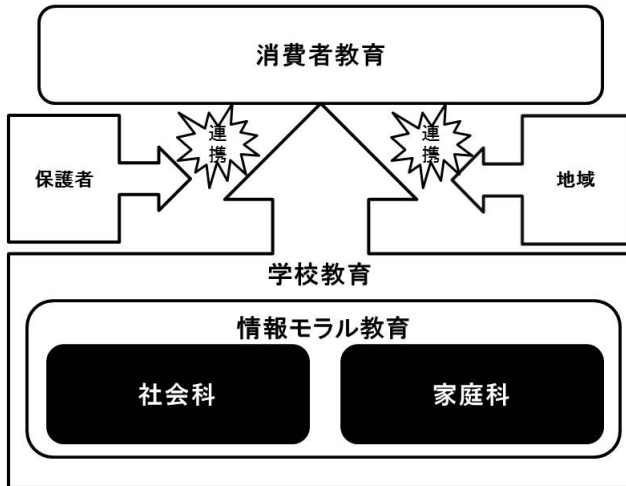 消費者教育
連携
連携
保護者
地域
学校教育
情報モラル教育
社会科
家庭科